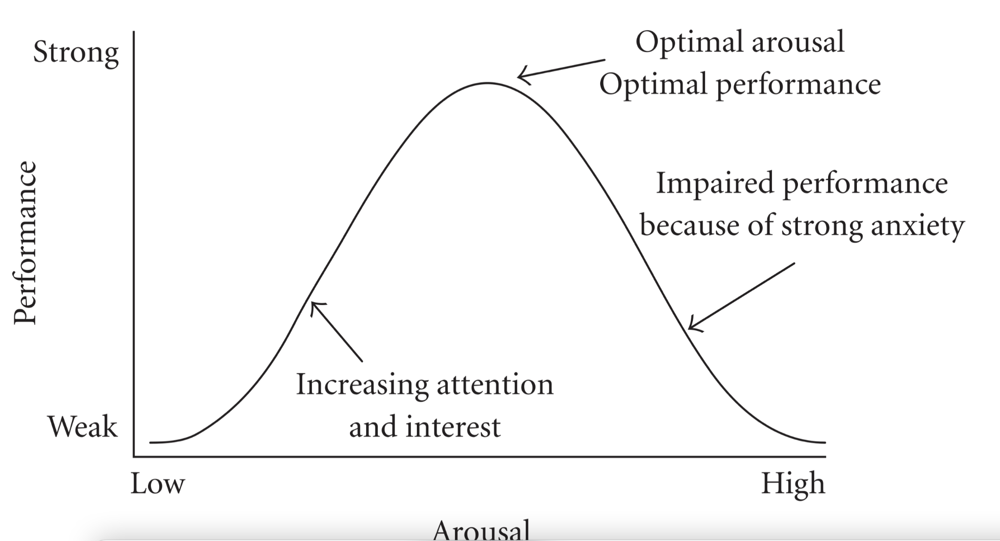 Strong
Optimal arousal
Optimal performance
Performance
Impaired performance
because of strong anxiety
Increasing attention
and interest
Weak
Low
High
Arousal